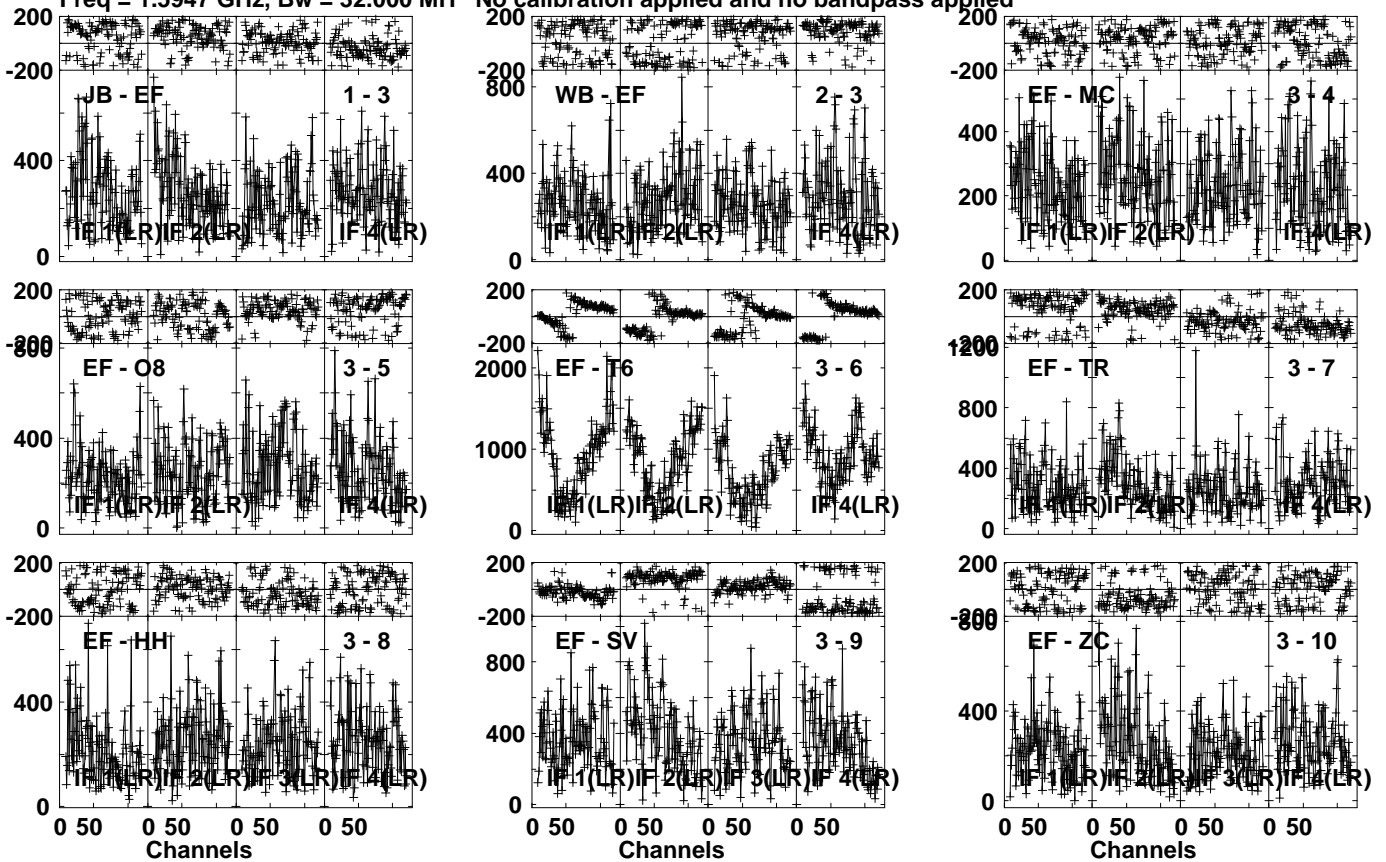 Freq = 1.5947 GHz, Bw = 32.000 MH No calibration applied and no bandpass applied
200
-200
JB - EF 1 - 3
400
0
IF 1(LR) IF 2(LR) IF 4(LR)
200
-200
WB - EF 2 - 3
800
400
0
IF 1(LR) IF 2(LR) IF 4(LR)
200
-200
EF - MC 3 - 4
400
200
0
IF 1(LR) IF 2(LR) IF 4(LR)
200
-200
800
EF - O8 3 - 5
400
0
IF 1(LR) IF 2(LR) IF 4(LR)
200
-200
EF - T6 3 - 6
2000
1000
0
IF 1(LR) IF 2(LR) IF 4(LR)
200
-200
1200
EF - TR 3 - 7
800
400
0
IF 1(LR) IF 2(LR) IF 4(LR)
200
-200
EF - HH 3 - 8
400
0
IF 1(LR) IF 2(LR) IF 3(LR) IF 4(LR)
0 50 0 50 0 50 0 50
Channels
200
-200
EF - SV 3 - 9
800
400
0
IF 1(LR) IF 2(LR) IF 3(LR) IF 4(LR)
0 50 0 50 0 50 0 50
Channels
200
-200
800
EF - ZC 3 - 10
400
0
IF 1(LR) IF 2(LR) IF 3(LR) IF 4(LR)
0 50 0 50 0 50 0 50
Channels